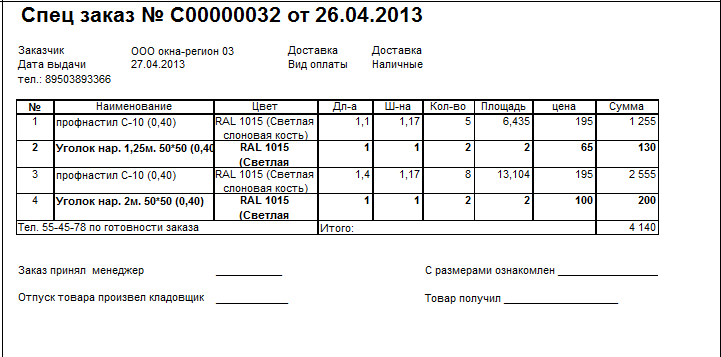 Спец заказ № С00000032 от 26.04.2013
Заказчик ООО окна-регион 03 Доставка Доставка
Дата выдачи 27.04.2013 Вид оплаты Наличные
тел.: 89503893366
№ Наименование Цвет Дл-а Ш-на Кол-во Площадь цена Сумма
1 профнастил С-10 (0,40) RAL 1015 (Светлая 1,1 1,17 5 6,435 195 1 255
слоновая кость)
2 Уголок нар. 1,25м. 50*50 (0,40 RAL 1015 1 1 2 2 65 130
(Светлая
3 профнастил С-10 (0,40) RAL 1015 (Светлая 1,4 1,17 8 13,104 195 2 555
слоновая кость)
4 Уголок нар. 2м. 50*50 (0,40) RAL 1015 1 1 2 2 100 200
(Светлая
Тел. 55-45-78 по готовности заказа Итого: 4 140
Заказ принял менеджер ___________ С размерами ознакомлен ________________
Отпуск товара произвел кладовщик ____________ Товар получил __________________